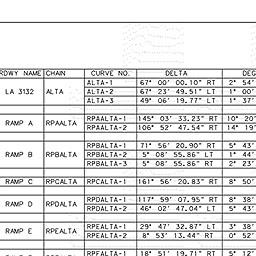 RDWY NAME CHAIN CURVE NO. DELTA DEG
LA 3132 ALTA ALTA-1 67° 00' 00.10" RT 2° 54'
ALTA-2 67° 23' 49.51" LT 1° 00'
ALTA-3 49° 06' 19.77" LT 1° 37'
RAMP A RPAALTA RPAALTA-1 145° 03' 33.23" RT 10° 20'
RPAALTA-2 106° 52' 47.54" RT 14° 19'
RAMP B RPBALTA RPBALTA-1 71° 56' 20.90" RT 5° 43'
RPBALTA-2 5° 08' 55.86" LT 1° 44'
RPBALTA-3 5° 08' 55.86" RT 2° 23'
RAMP C RPCALTA RPCALTA-1 161° 56' 20.83" RT 8° 50'
RAMP D RPDALTA RPDALTA-1 117° 59' 07.95" RT 8° 38'
RPDALTA-2 46° 02' 47.04" LT 5° 43'
RAMP E RPEALTA RPEALTA-1 29° 47' 32.87" LT 3° 38'
RPEALTA-2 8° 53' 13.44" RT 0° 52'
RPFALTA-1 18° 51' 19.71" RT 5° 12'